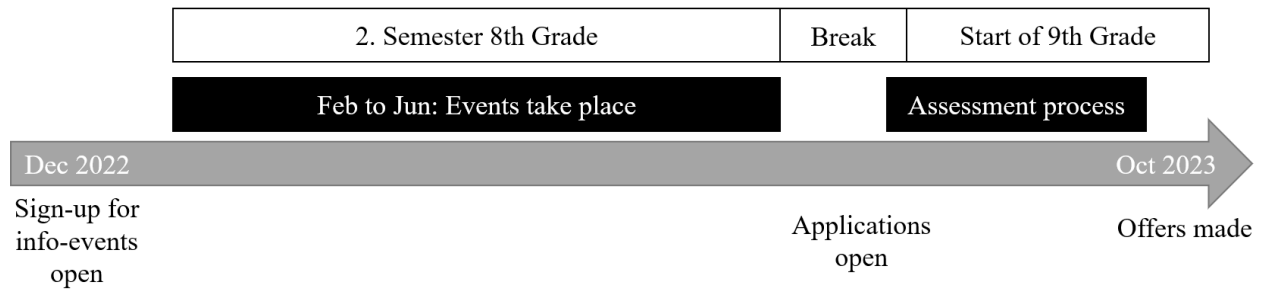 2. Semester 8th Grade
Break
Start of 9th Grade
Feb to Jun: Events take place
Assessment process
Dec 2022
Oct 2023
Sign-up for
info-events
open
Applications
open
Offers made